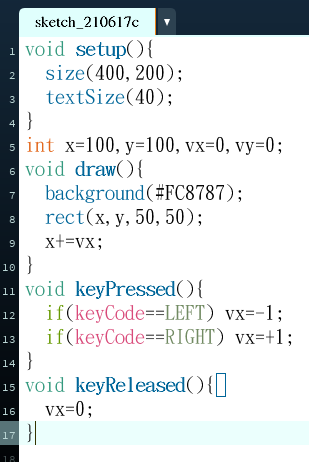 sketch_210617c
1 void setup(){
2   size(400,200);
3   textSize(40);
4 }
5 int x=100,y=100,vx=0,vy=0;
6 void draw(){
7   background(#FC8787);
8   rect(x,y,50,50);
9   x+=vx;
10 }
11 void keyPressed(){
12   if(keyCode==LEFT) vx=-1;
13   if(keyCode==RIGHT) vx=+1;
14 }
15 void keyReleased(){
16   vx=0;
17 }
18